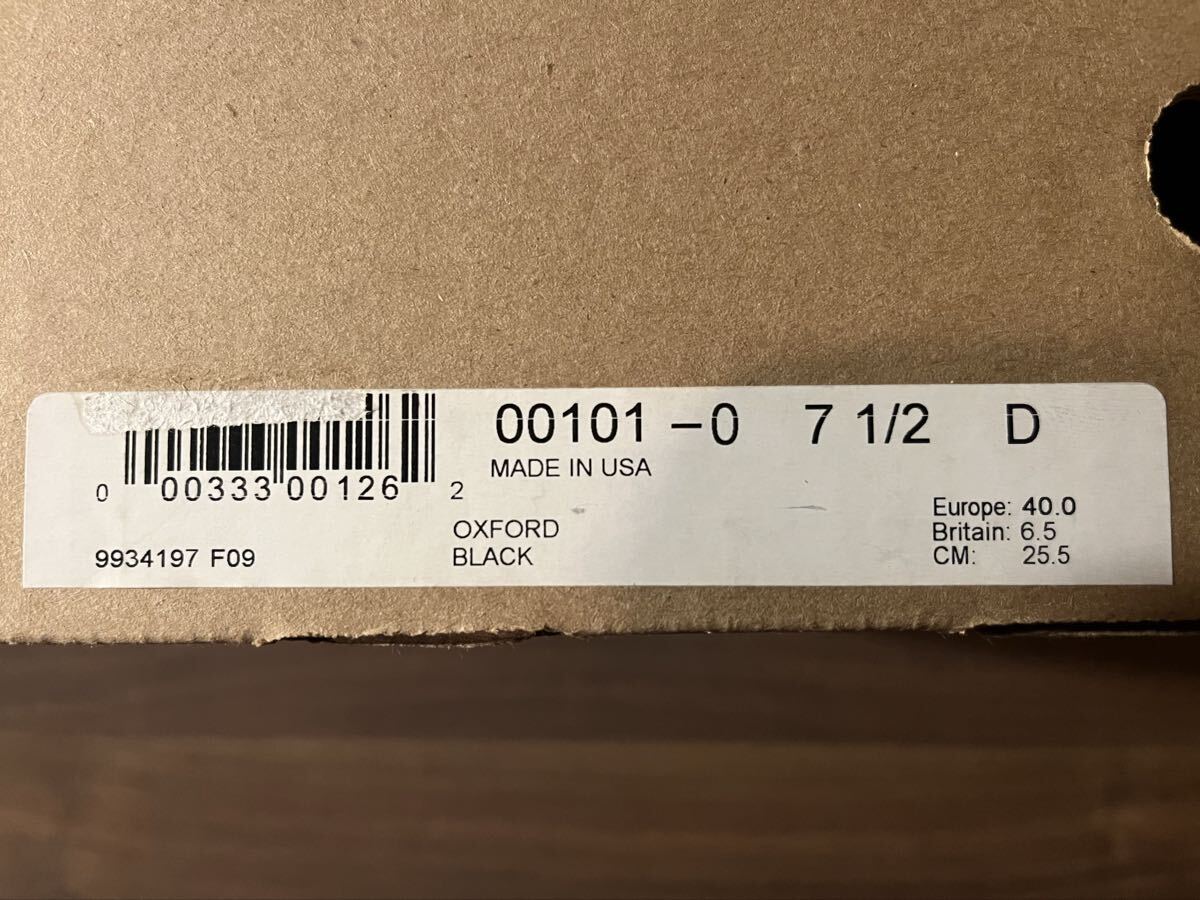 00101 – 0 7 1/2 D
MADE IN USA
0 00333 00126 2
Europe: 40.0
OXFORD
Britain: 6.5
9934197 F09
BLACK
CM: 25.5